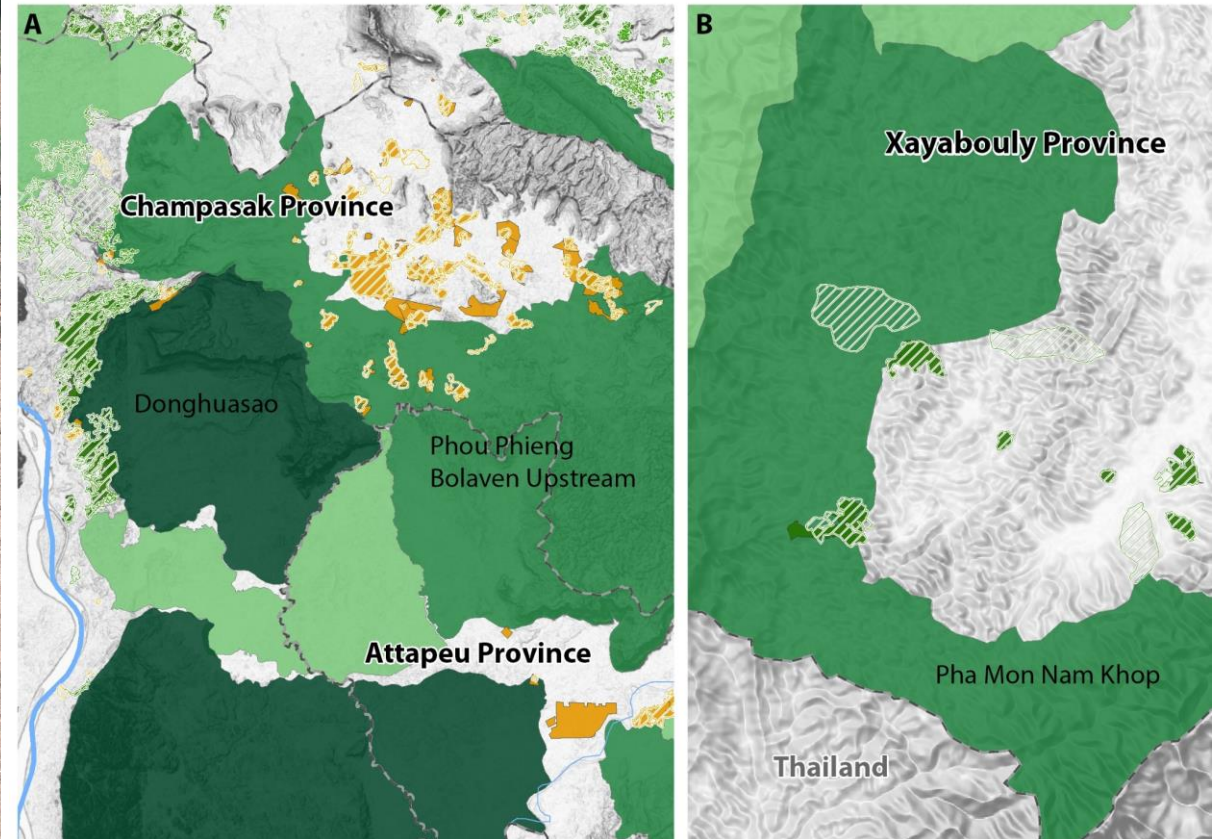 A
Champasak Province
Donghuasao
Phou Phieng
Bolaven Upstream
Attapeu Province
B
Xayabouly Province
Pha Mon Nam Khop
Thailand